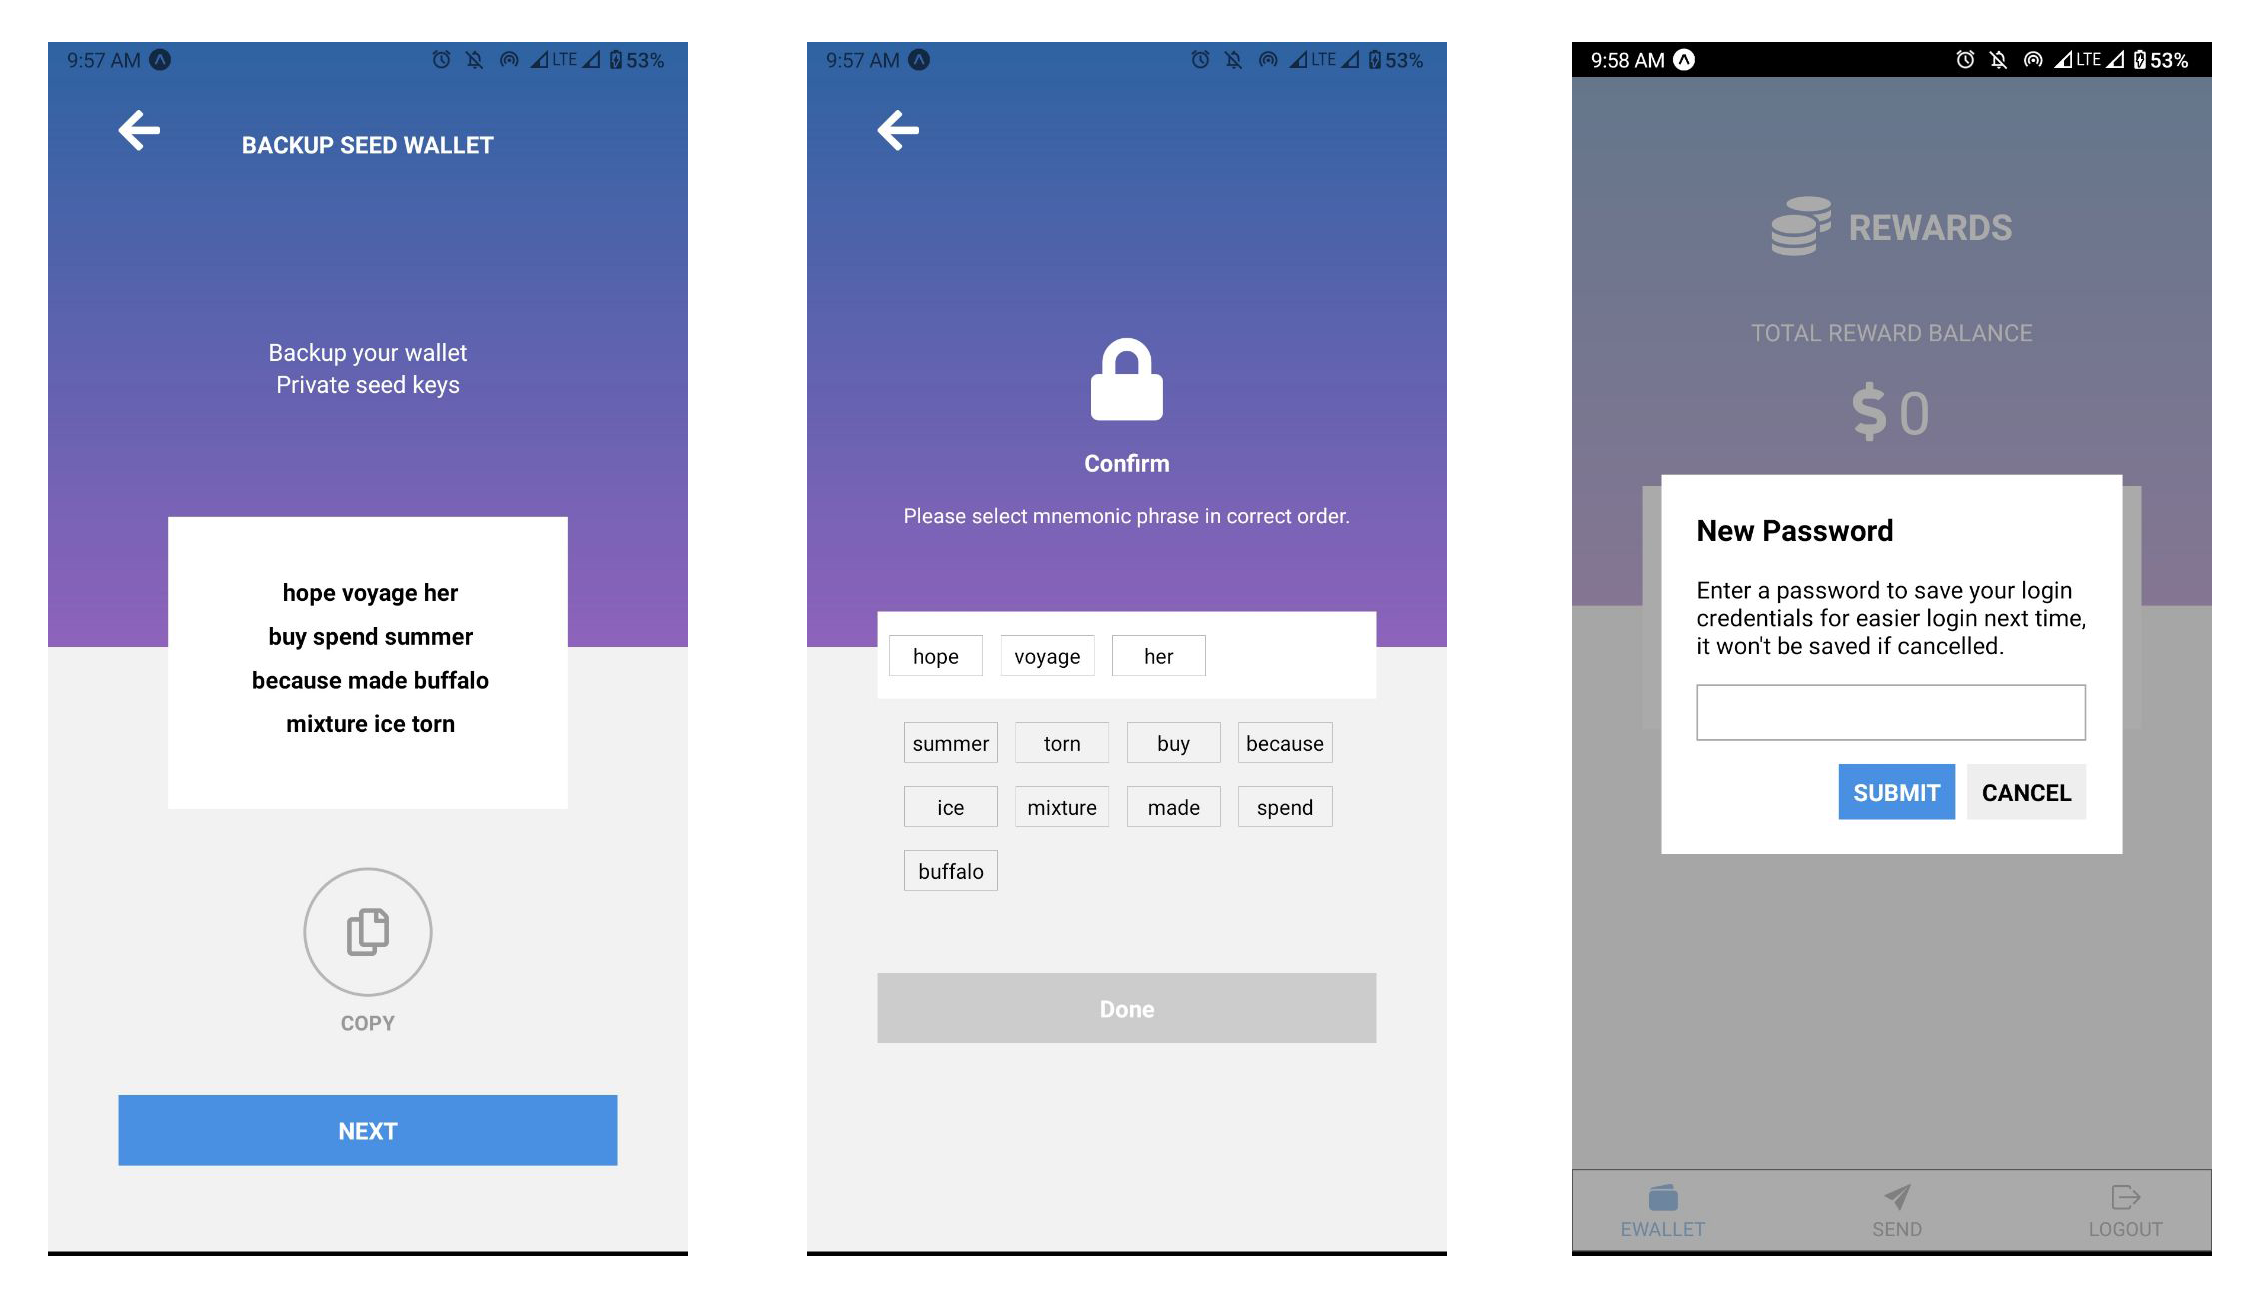 9:57 AM
LTE 53%
BACKUP SEED WALLET
Backup your wallet
Private seed keys
hope voyage her
buy spend summer
because made buffalo
mixture ice torn
COPY
NEXT
9:57 AM
LTE 53%
Confirm
Please select mnemonic phrase in correct order.
hope voyage her
summer torn buy because
ice mixture made spend
buffalo
Done
9:58 AM
LTE 53%
REWARDS
TOTAL REWARD BALANCE
$ 0
New Password
Enter a password to save your login
credentials for easier login next time,
it won't be saved if cancelled.
SUBMIT CANCEL
EWALLET SEND LOGOUT